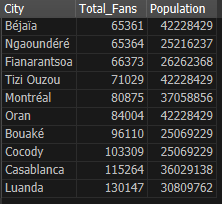 City Total_Fans Population
Béjaïa 65361 42228429
Ngaoundéré 65364 25216237
Fianarantsoa 66373 26262368
Tizi Ouzou 71029 42228429
Montréal 80875 37058856
Oran 84004 42228429
Bouaké 96110 25069229
Cocody 103309 25069229
Casablanca 115264 36029138
Luanda 130147 30809762